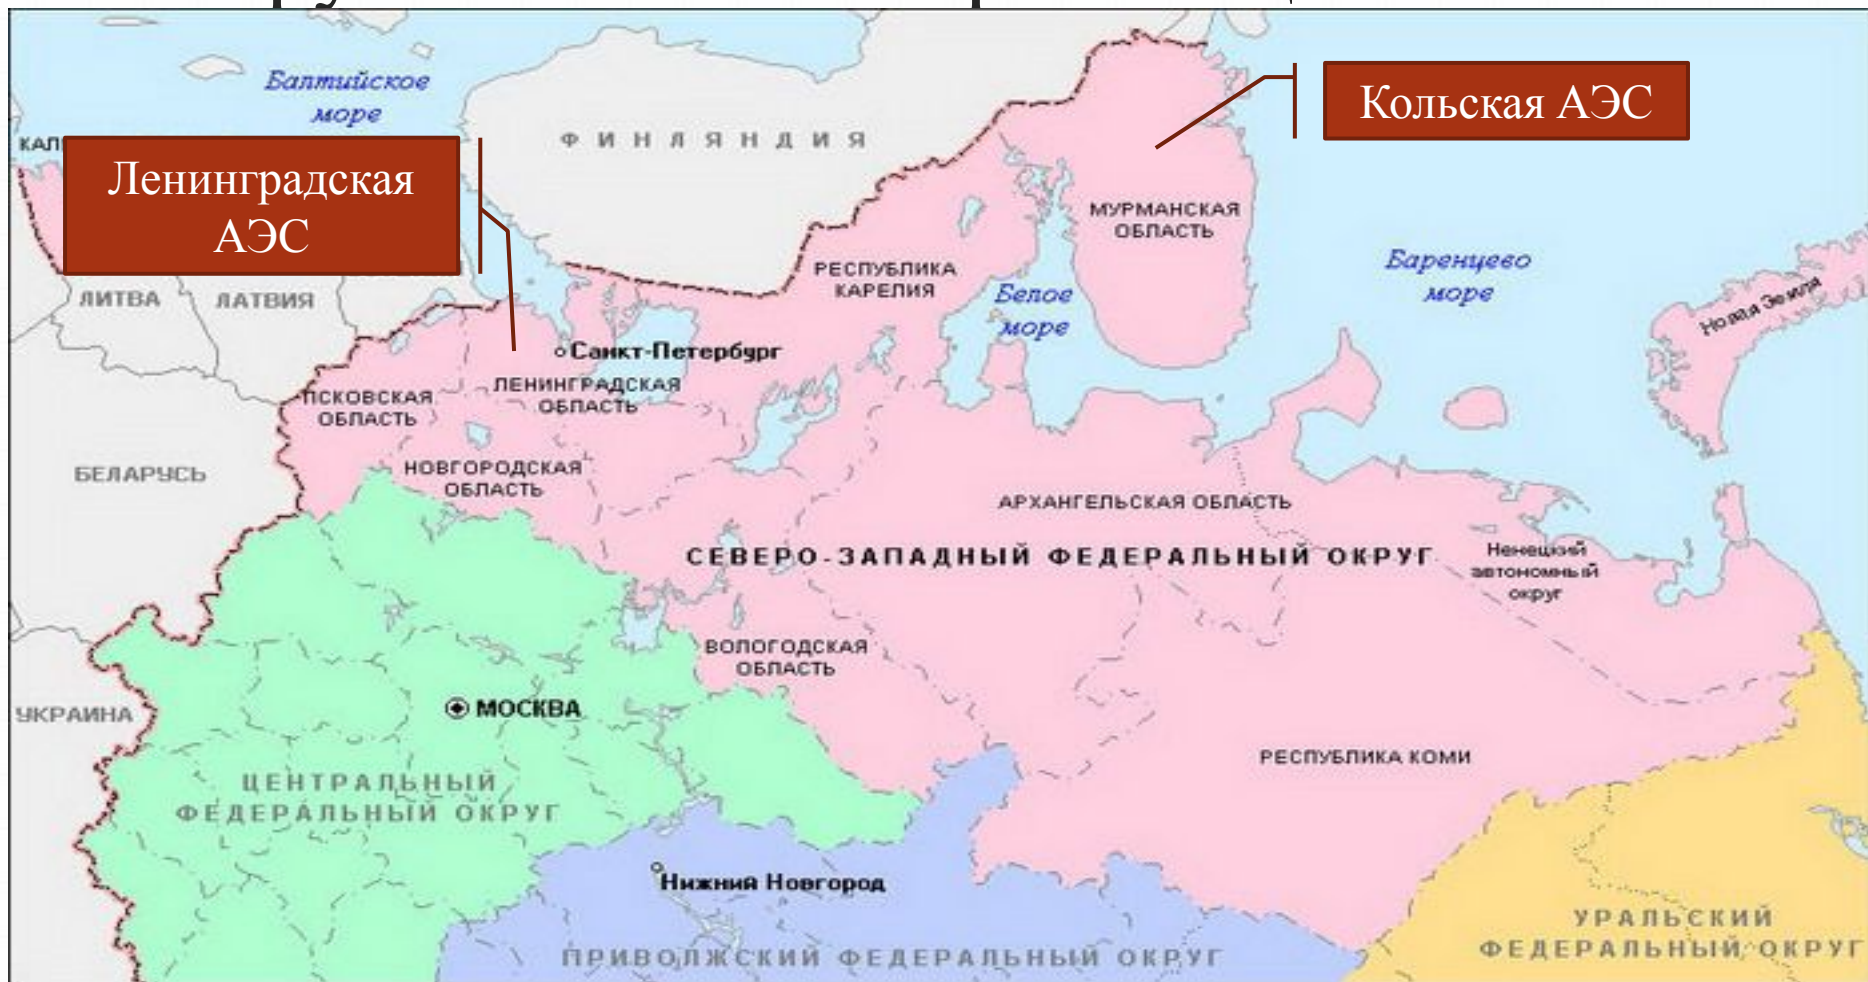 Балтийское
море
Кольская АЭС
ФИНЛЯНДИЯ
Ленинградская
АЭС
МУРМАНСКАЯ
ОБЛАСТЬ
РЕСПУБЛИКА
КАРЕЛИЯ
Баренцево
море
Белое
море
Новая Земля
ЛИТВА
ЛАТВИЯ
Санкт-Петербург
ПСКОВСКАЯ
ОБЛАСТЬ
ЛЕНИНГРАДСКАЯ
ОБЛАСТЬ
БЕЛАРУСЬ
НОВГОРОДСКАЯ
ОБЛАСТЬ
АРХАНГЕЛЬСКАЯ ОБЛАСТЬ
СЕВЕРО-ЗАПАДНЫЙ ФЕДЕРАЛЬНЫЙ ОКРУГ
Ненецкий
автономный
округ
ВОЛОГОДСКАЯ
ОБЛАСТЬ
УКРАИНА
МОСКВА
РЕСПУБЛИКА КОМИ
ЦЕНТРАЛЬНЫЙ
ФЕДЕРАЛЬНЫЙ ОКРУГ
Нижний Новгород
УРАЛЬСКИЙ
ФЕДЕРАЛЬНЫЙ ОКРУГ
ПРИВОЛЖСКИЙ ФЕДЕРАЛЬНЫЙ ОКРУГ